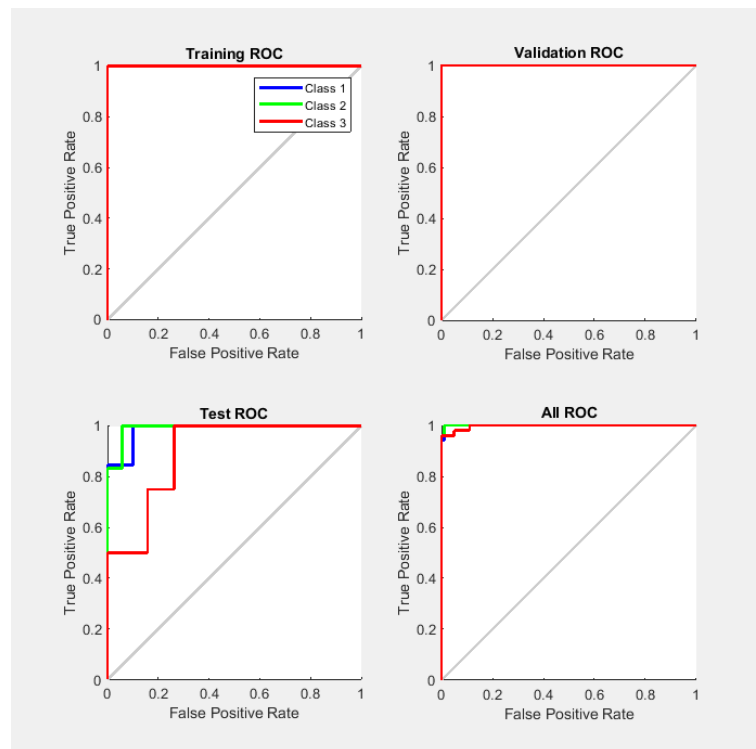 Training ROC
1
0.8
0.6
0.4
0.2
0
True Positive Rate
Class 1
Class 2
Class 3
0 0.2 0.4 0.6 0.8 1
False Positive Rate
Validation ROC
1
0.8
0.6
0.4
0.2
0
True Positive Rate
0 0.2 0.4 0.6 0.8 1
False Positive Rate
Test ROC
1
0.8
0.6
0.4
0.2
0
True Positive Rate
0 0.2 0.4 0.6 0.8 1
False Positive Rate
All ROC
1
0.8
0.6
0.4
0.2
0
True Positive Rate
0 0.2 0.4 0.6 0.8 1
False Positive Rate